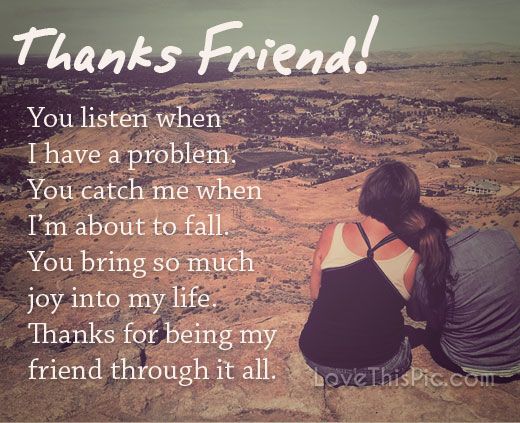 Thanks Friend!
You listen when
I have a problem.
You catch me when
I'm about to fall.
You bring so much
joy into my life.
Thanks for being my
friend through it all.
LoveThisPic.com